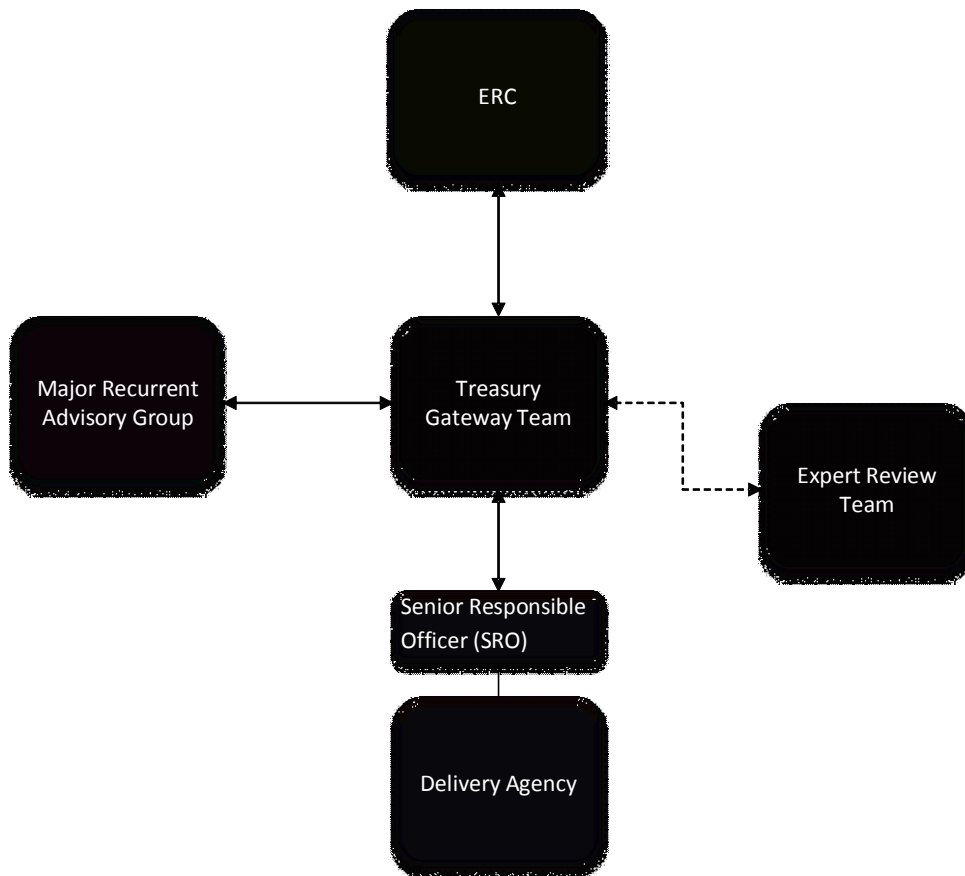 ERC
Major Recurrent
Advisory Group
Treasury
Gateway Team
Expert Review
Team
Senior Responsible
Officer (SRO)
Delivery Agency